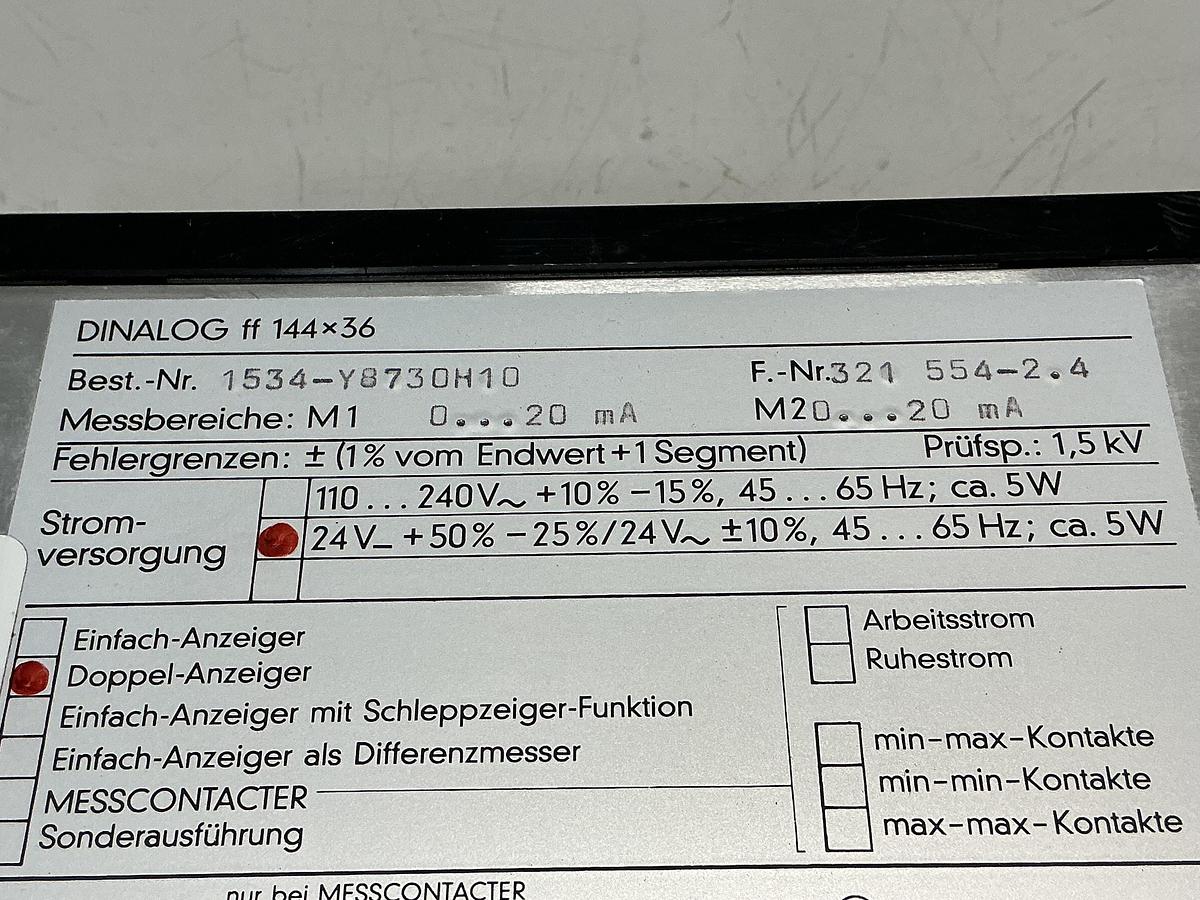 DINALOG ff 144×36
Best.-Nr. 1534-Y8730H10 F.-Nr.321 554-2.4
Messbereiche: M1 0...20 mA M20...20 mA
Fehlergrenzen: ± (1% vom Endwert+1 Segment) Prüfsp.: 1,5 kV
Strom-
versorgung
110 ... 240V~ +10% -15%, 45 ... 65 Hz; ca. 5W
24V_ +50% -25%/24V~ ±10%, 45 ... 65 Hz; ca. 5W
Einfach-Anzeiger
Doppel-Anzeiger
Einfach-Anzeiger mit Schleppzeiger-Funktion
Einfach-Anzeiger als Differenzmesser
MESSCONTACTER
Sonderausführung
Arbeitsstrom
Ruhestrom
min-max-Kontakte
min-min-Kontakte
max-max-Kontakte
nur bei MESSCONTACTER